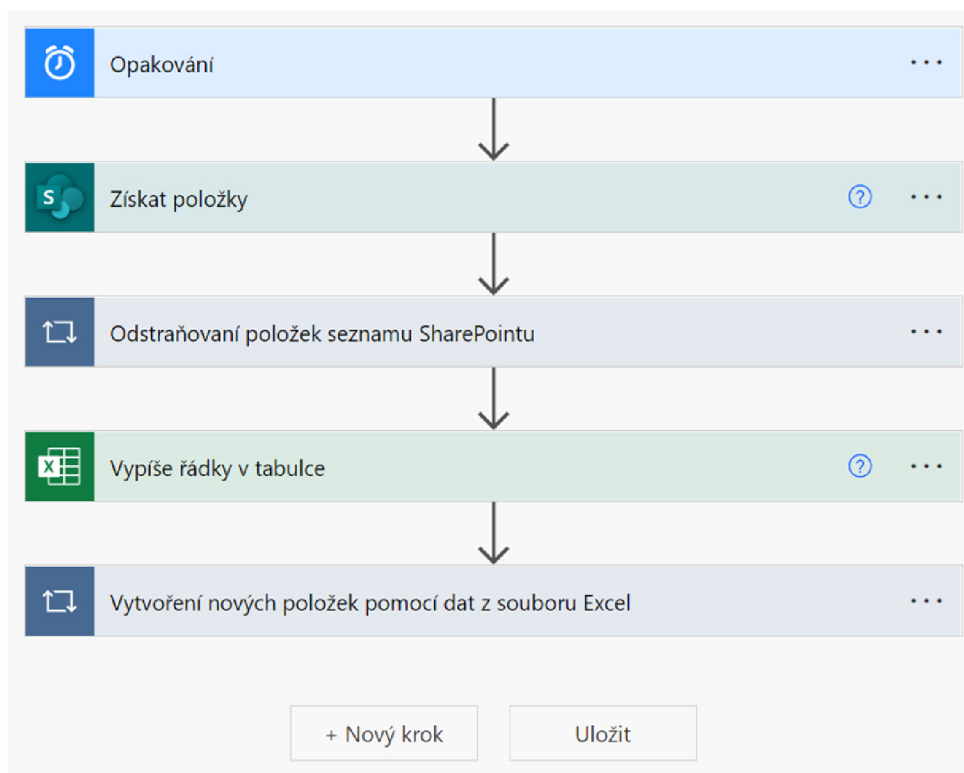 Opakování
Získat položky
Odstraňovaní položek seznamu SharePointu
Vypíše řádky v tabulce
Vytvoření nových položek pomocí dat z souboru Excel
+ Nový krok
Uložit